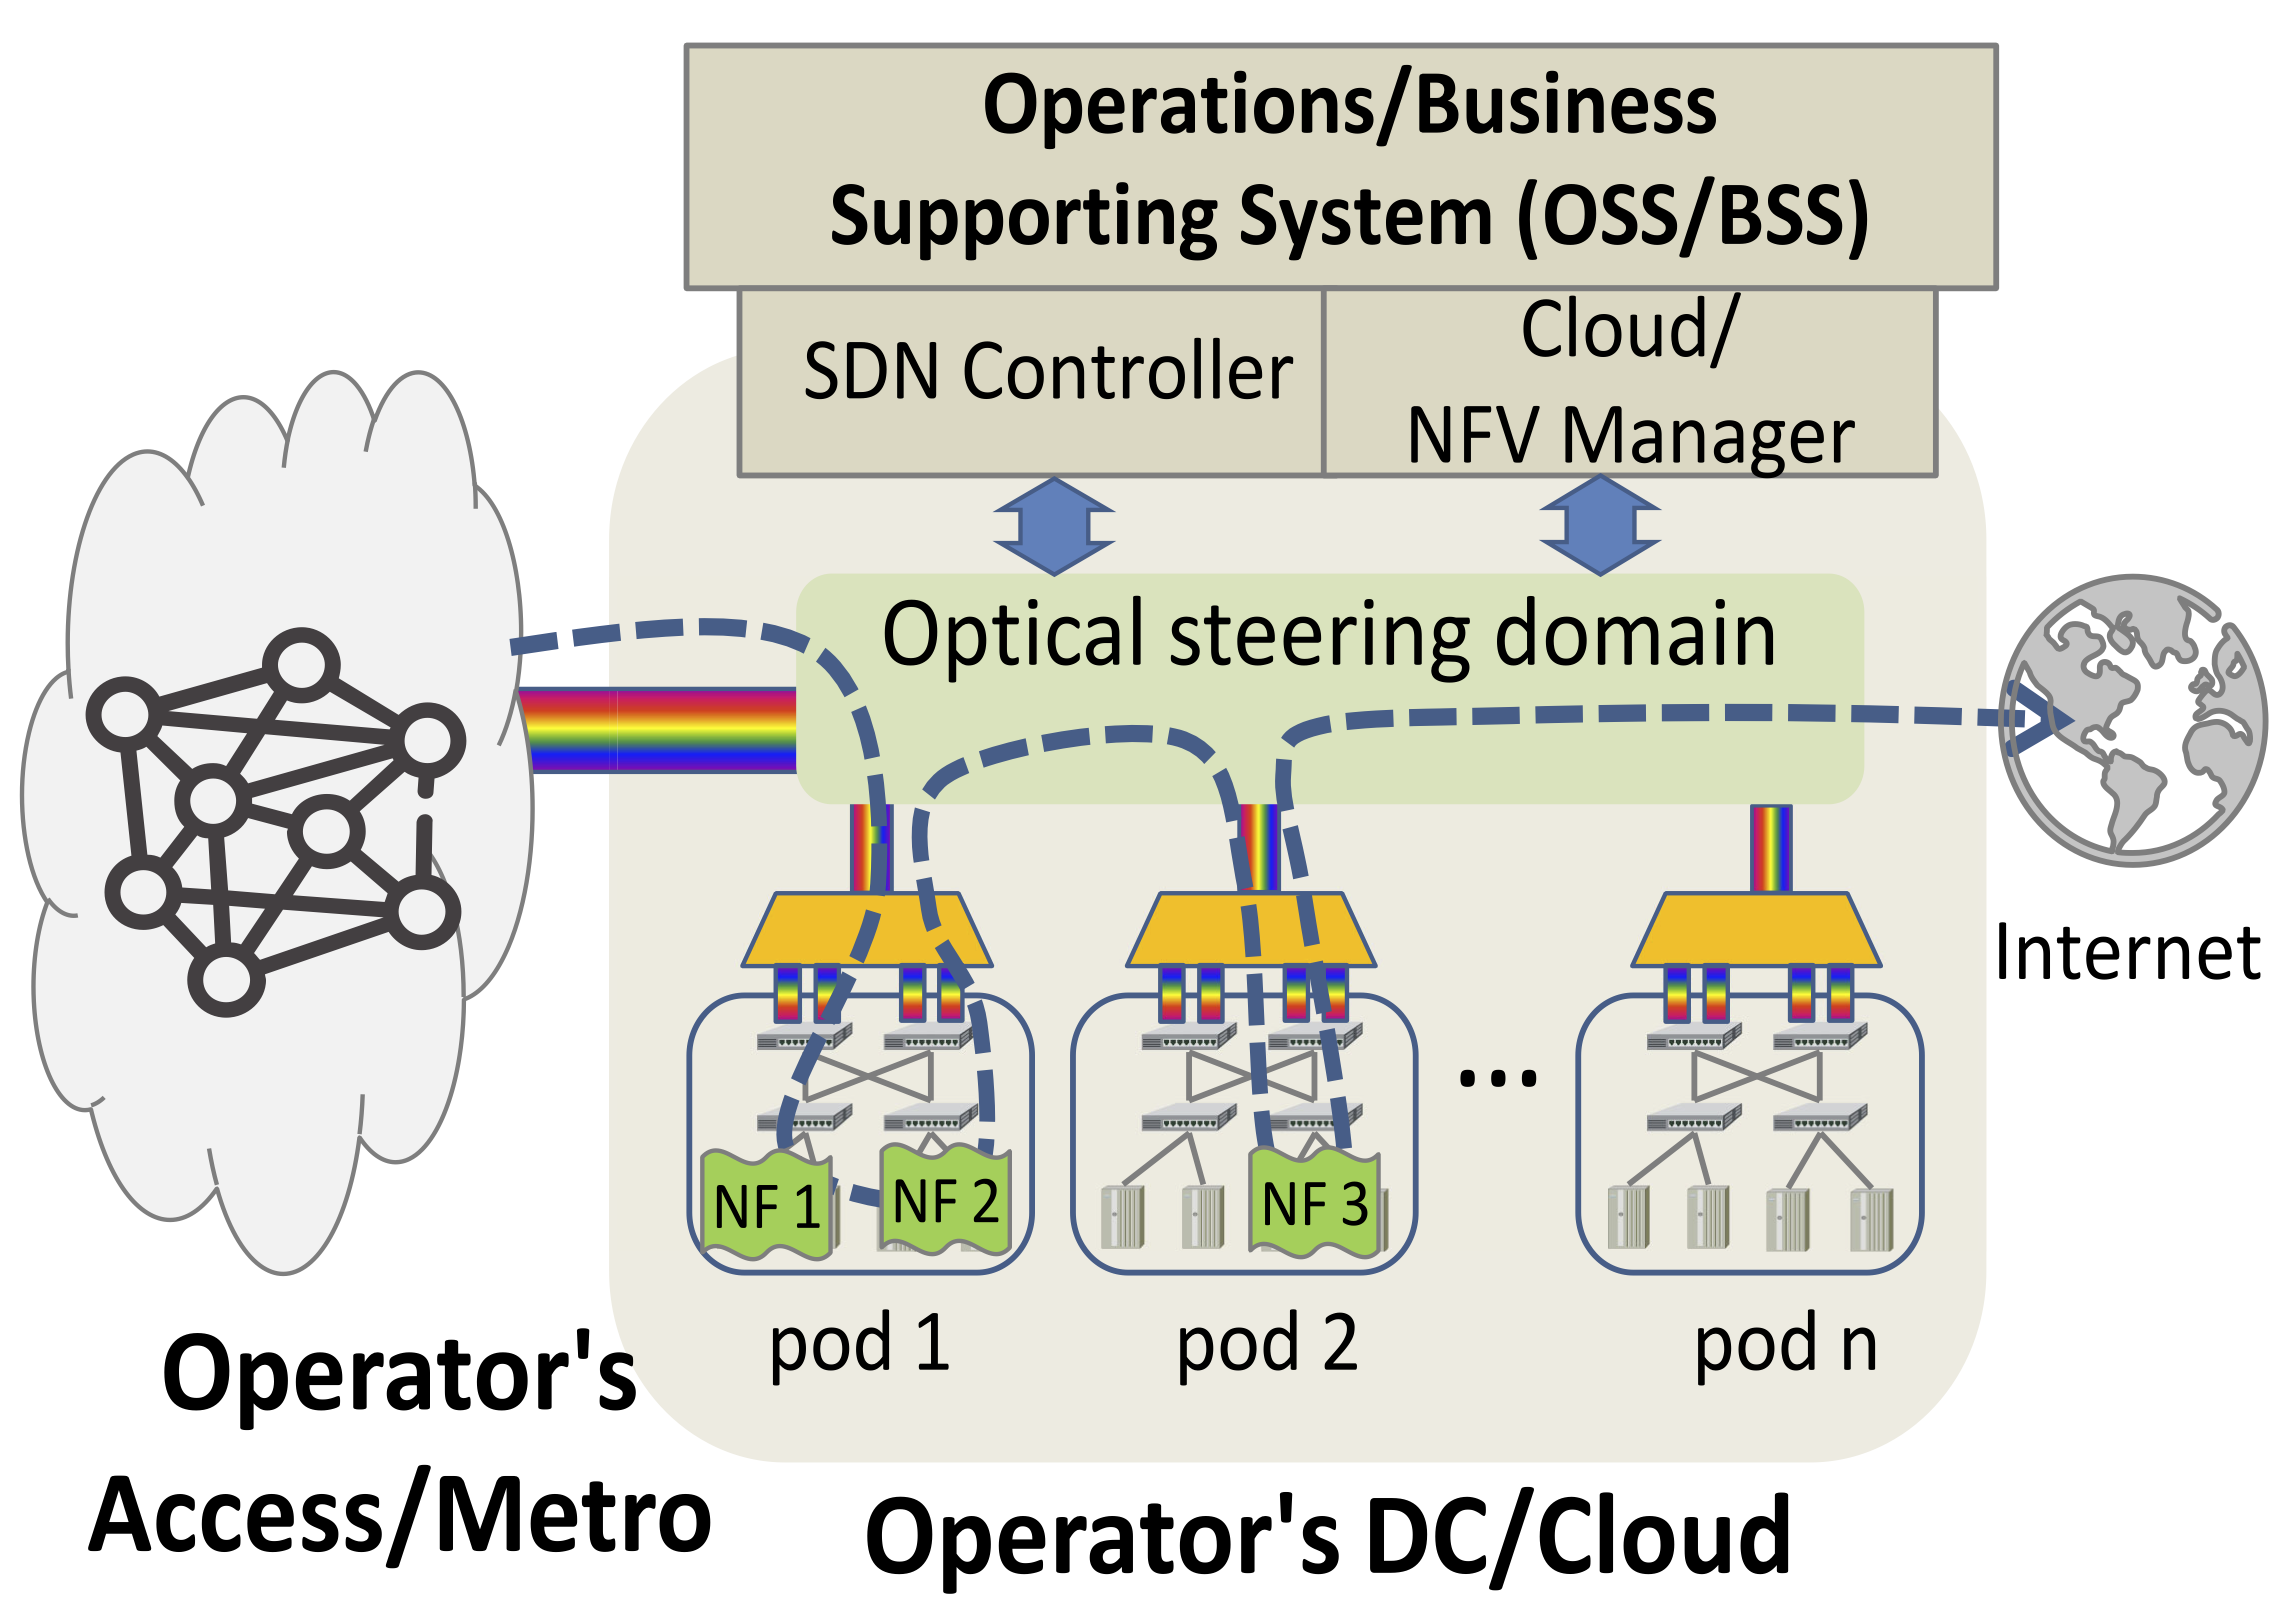 Operations/Business
Supporting System (OSS/BSS)
SDN Controller
Cloud/
NFV Manager
Optical steering domain
Internet
...
NF 1
NF 2
NF 3
pod 1
pod 2
pod n
Operator's
Access/Metro
Operator's DC/Cloud